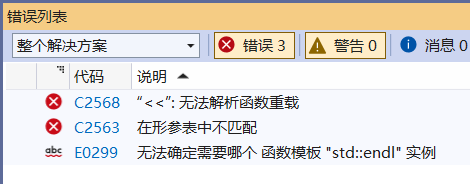 错误列表
整个解决方案 错误 3 警告 0 消息 0
代码 说明
C2568 “<<”: 无法解析函数重载
C2563 在形参表中不匹配
abc E0299 无法确定需要哪个 函数模板 "std::endl" 实例